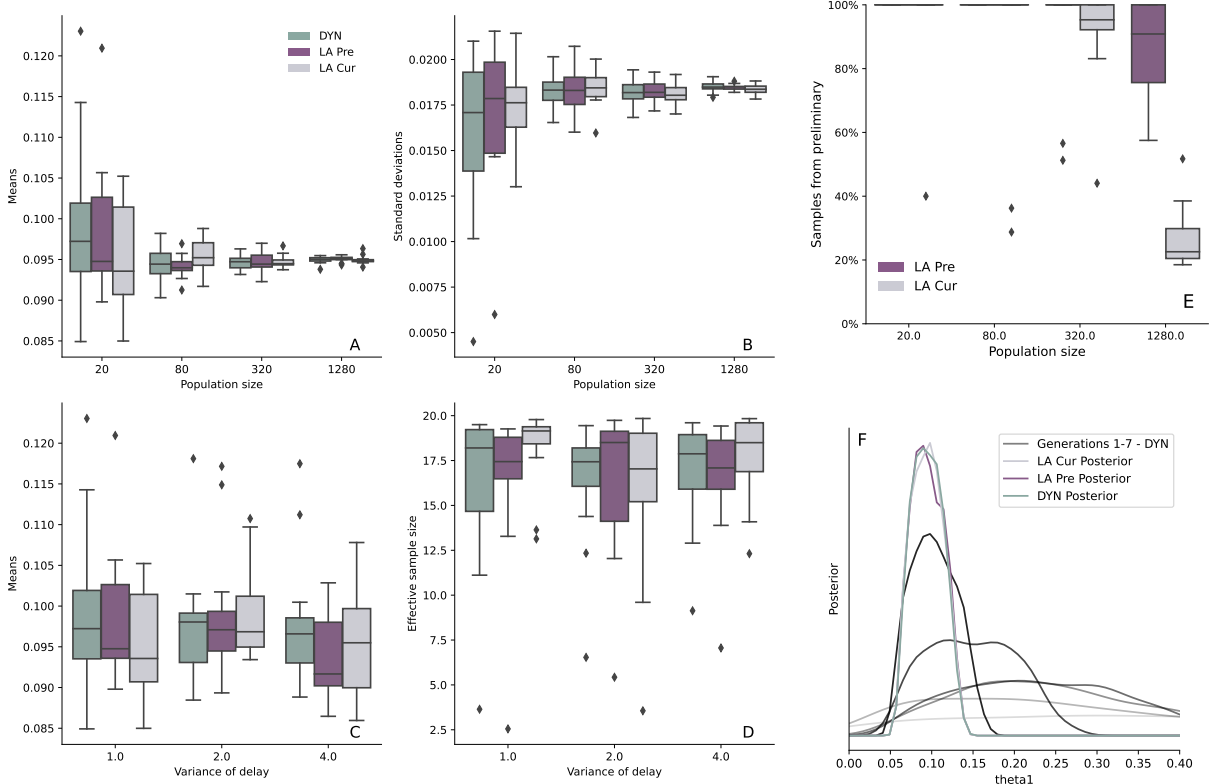 0.120
0.115
0.110
0.105
0.100
0.095
0.090
0.085
Means
DYN
LA Pre
LA Cur
A
20
80
320
1280
Population size
0.0200
0.0175
0.0150
0.0125
0.0100
0.0075
0.0050
Standard deviations
B
20
80
320
1280
Population size
100%
80%
60%
40%
20%
0%
Samples from preliminary
LA Pre
LA Cur
E
20.0
80.0
320.0
1280.0
Population size
0.120
0.115
0.110
0.105
0.100
0.095
0.090
0.085
Means
C
1.0
2.0
4.0
Variance of delay
20.0
17.5
15.0
12.5
10.0
7.5
5.0
2.5
Effective sample size
D
1.0
2.0
4.0
Variance of delay
F
Generations 1-7 - DYN
LA Cur Posterior
LA Pre Posterior
DYN Posterior
Posterior
0.00
0.05
0.10
0.15
0.20
0.25
0.30
0.35
0.40
theta1